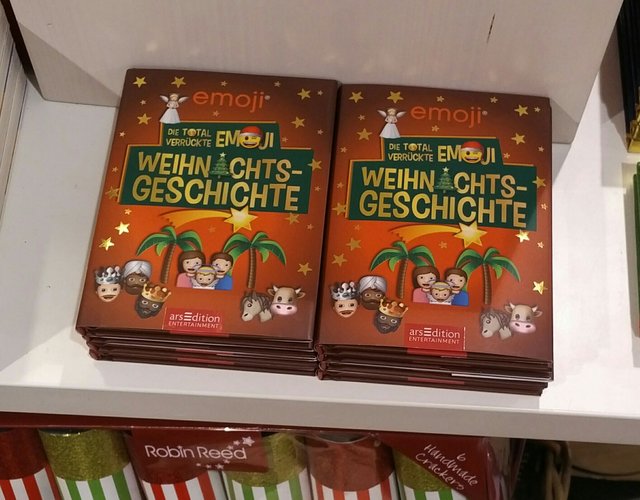 emoji®
DIE TOTAL
VERRÜCKTE EMOJI
WEIHNACHTS-
GESCHICHTE
arsEdition
ENTERTAINMENT
emoji®
DIE TOTAL
VERRÜCKTE EMOJI
WEIHNACHTS-
GESCHICHTE
arsEdition
ENTERTAINMENT
Robin Reed
6
Handmade
Crackers